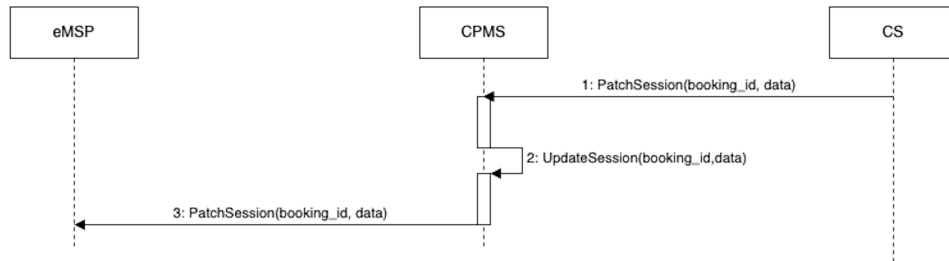 eMSP
CPMS
CS
1: PatchSession(booking_id, data)
2: UpdateSession(booking_id,data)
3: PatchSession(booking_id, data)